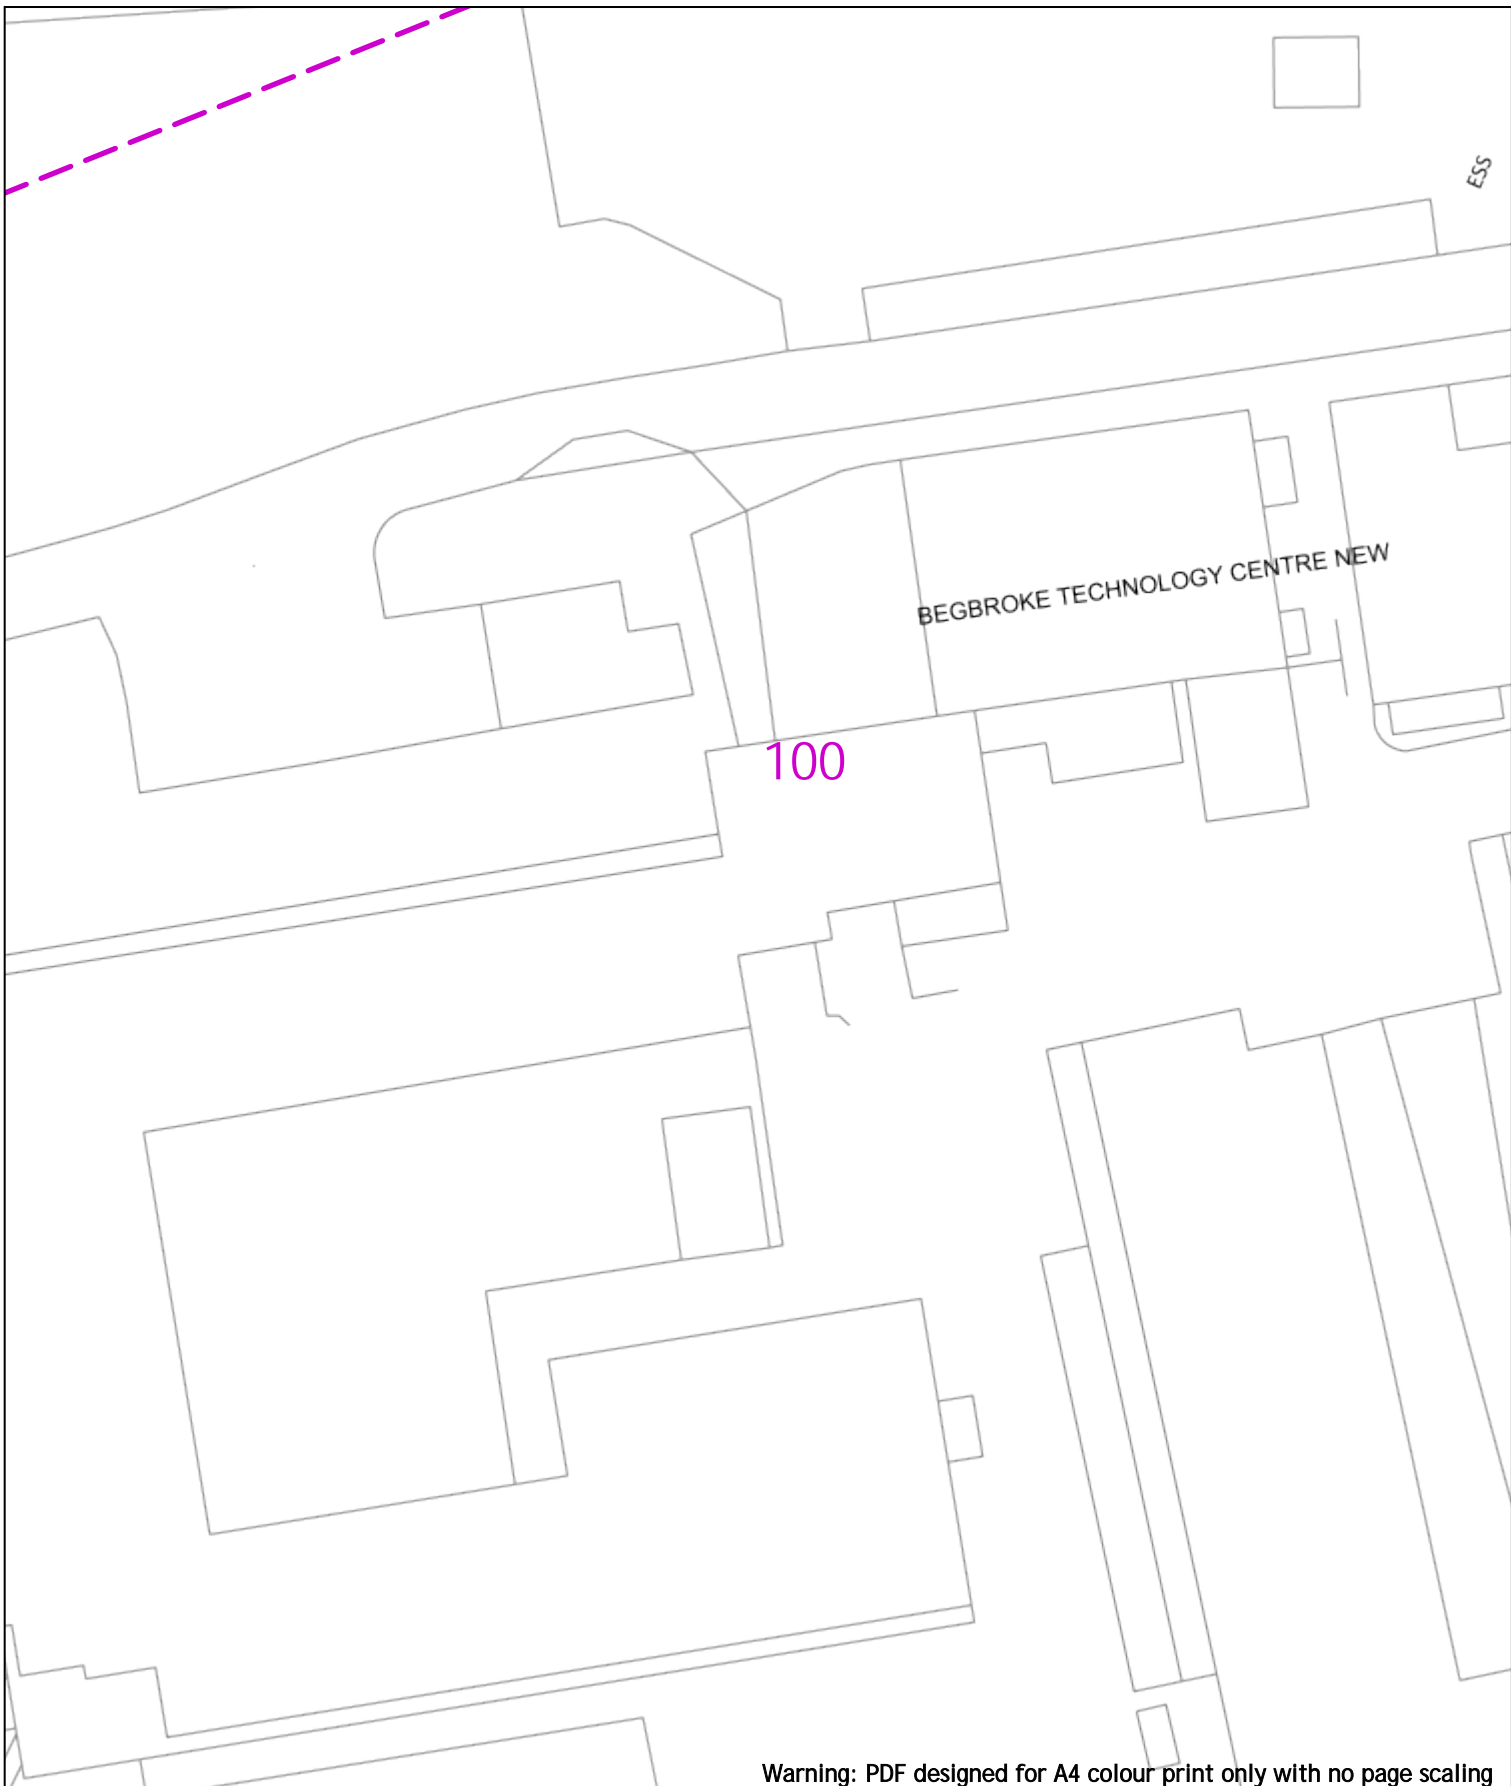 ESS
BEGBROKE TECHNOLOGY CENTRE NEW
100
Warning: PDF designed for A4 colour print only with no page scaling